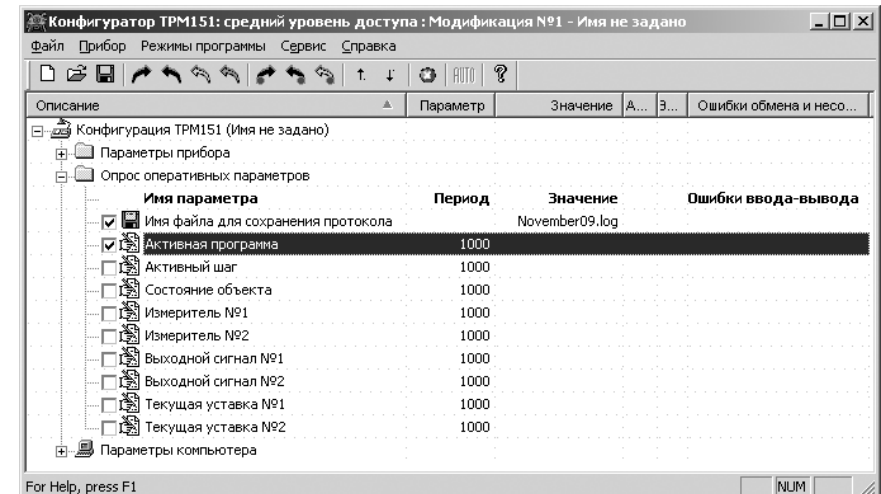 Конфигуратор ТРМ151: средний уровень доступа : Модификация №1 - Имя не задано
Файл Прибор Режимы программы Сервис Справка
AUTO
Описание Параметр Значение А... Э... Ошибки обмена и несо...
Конфигурация ТРМ151 (Имя не задано)
Параметры прибора
Опрос оперативных параметров
Имя параметра Период Значение Ошибки ввода-вывода
Имя файла для сохранения протокола November09.log
Активная программа 1000
Активный шаг 1000
Состояние объекта 1000
Измеритель №1 1000
Измеритель №2 1000
Выходной сигнал №1 1000
Выходной сигнал №2 1000
Текущая уставка №1 1000
Текущая уставка №2 1000
Параметры компьютера
For Help, press F1 NUM